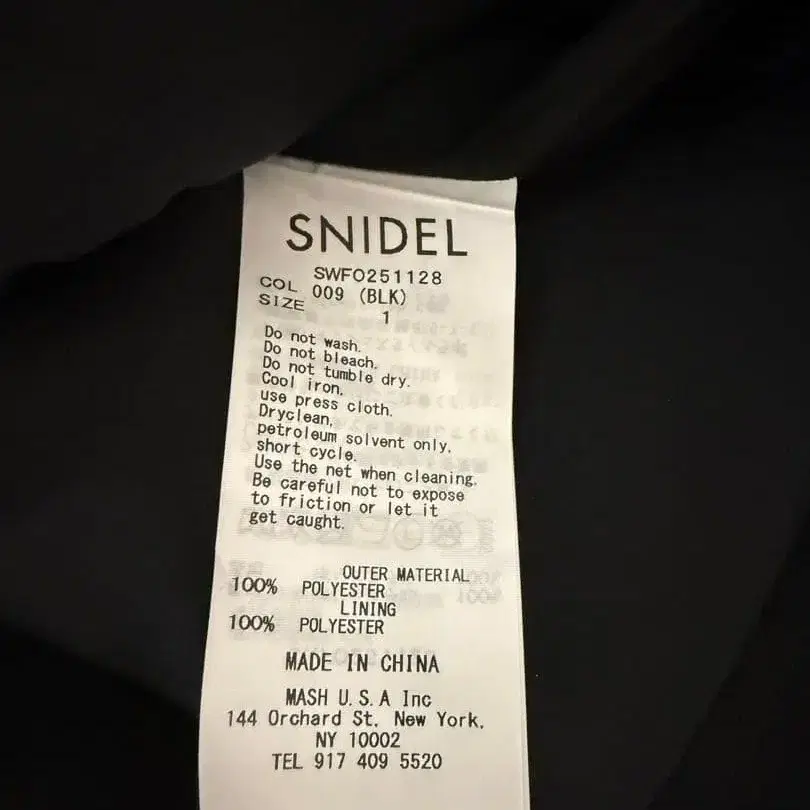 SNIDEL
SWFO251128
COL 009 (BLK)
SIZE 1
Do not wash.
Do not bleach.
Do not tumble dry.
Cool iron.
use press cloth.
Dryclean,
petroleum solvent only,
short cycle.
Use the net when cleaning.
Be careful not to expose
to friction or let it
get caught.
OUTER MATERIAL
100% POLYESTER
LINING
100% POLYESTER
MADE IN CHINA
MASH U.S.A Inc
144 Orchard St. New York,
NY 10002
TEL 917 409 5520